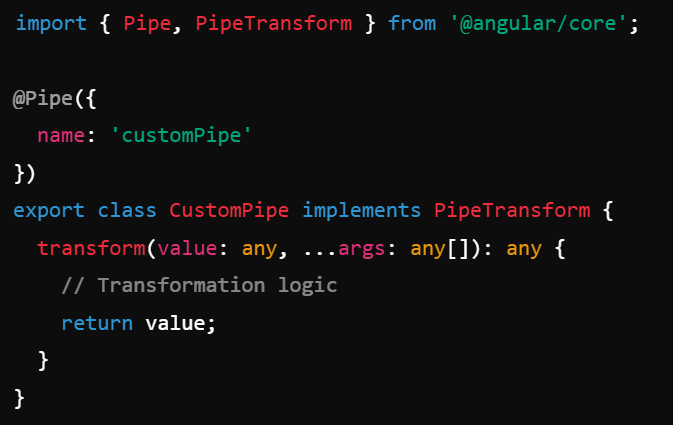 import { Pipe, PipeTransform } from '@angular/core';

@Pipe({
  name: 'customPipe'
})
export class CustomPipe implements PipeTransform {
  transform(value: any, ...args: any[]): any {
    // Transformation logic
    return value;
  }
}